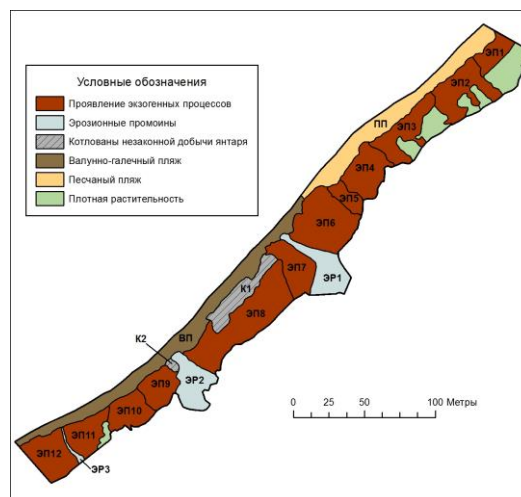 Условные обозначения
Проявление экзогенных процессов
Эрозионные промоины
Котлованы незаконной добычи янтаря
Валунно-галечный пляж
Песчаный пляж
Плотная растительность
ЭП1
ЭП2
ПП
ЭП3
ЭП4
ЭП5
ЭП6
ЭП7
ЭР1
К1
ЭП8
ВП
К2
ЭР2
ЭП9
ЭП10
ЭП11
ЭП12
ЭР3
0 25 50 100 Метры